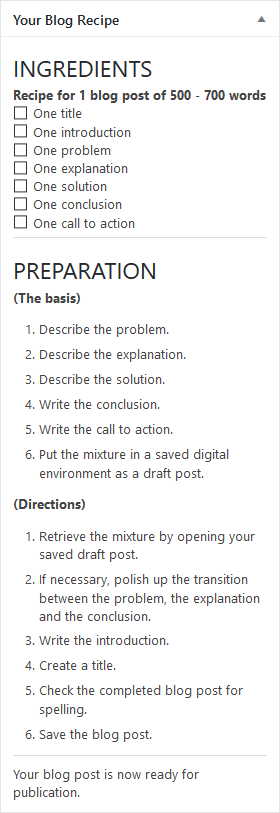 Your Blog Recipe
INGREDIENTS
Recipe for 1 blog post of 500 - 700 words
One title
One introduction
One problem
One explanation
One solution
One conclusion
One call to action
PREPARATION
(The basis)
1. Describe the problem.
2. Describe the explanation.
3. Describe the solution.
4. Write the conclusion.
5. Write the call to action.
6. Put the mixture in a saved digital
environment as a draft post.
(Directions)
1. Retrieve the mixture by opening your
saved draft post.
2. If necessary, polish up the transition
between the problem, the explanation
and the conclusion.
3. Write the introduction.
4. Create a title.
5. Check the completed blog post for
spelling.
6. Save the blog post.
Your blog post is now ready for
publication.